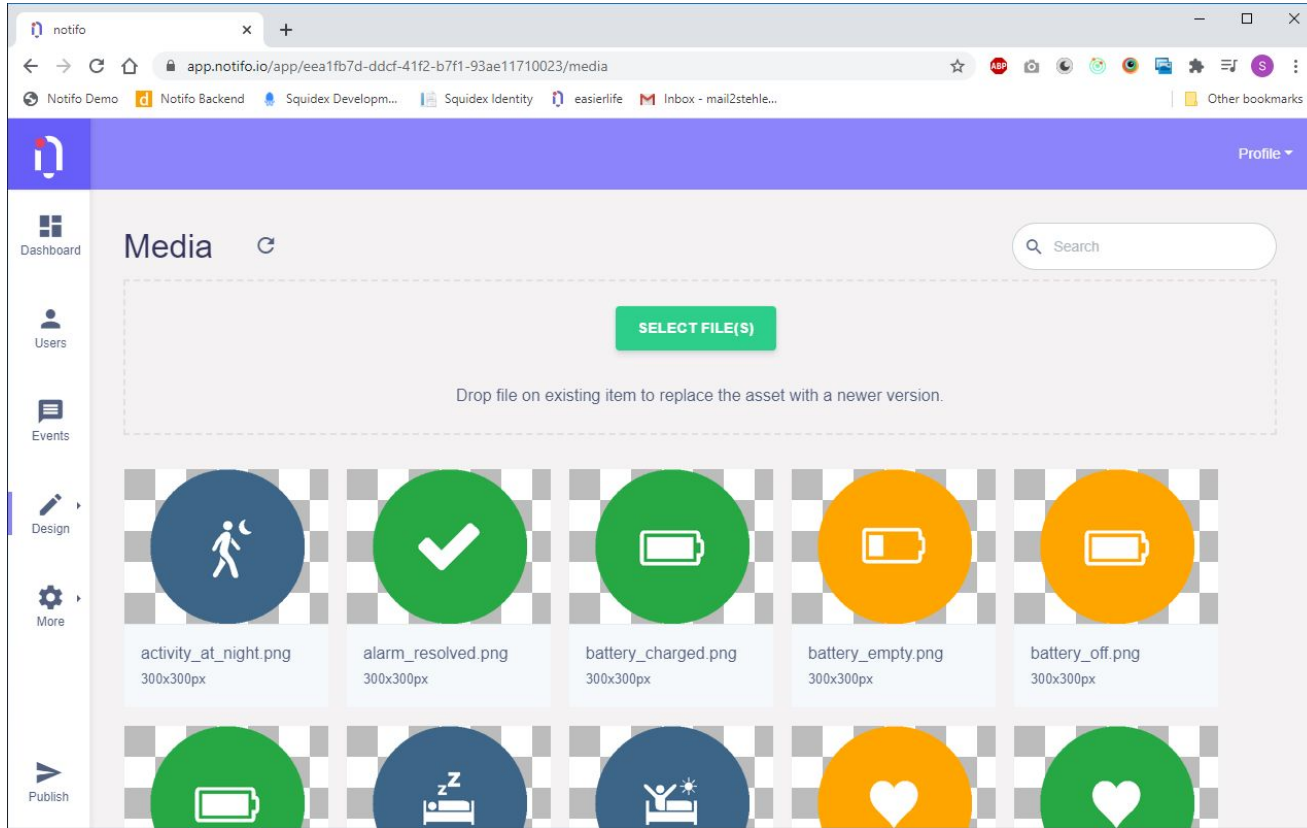 notifo
app.notifo.io/app/eea1fb7d-ddcf-41f2-b7f1-93ae11710023/media
ABP
S
Notifo Demo
d Notifo Backend
Squidex Developm...
Squidex Identity
easierlife
Inbox - mail2stehle...
Other bookmarks
Profile
Dashboard
Media
Search
SELECT FILE(S)
Users
Drop file on existing item to replace the asset with a newer version.
Events
Design
More
activity_at_night.png
300x300px
alarm_resolved.png
300x300px
battery_charged.png
300x300px
battery_empty.png
300x300px
battery_off.png
300x300px
zZ
Publish